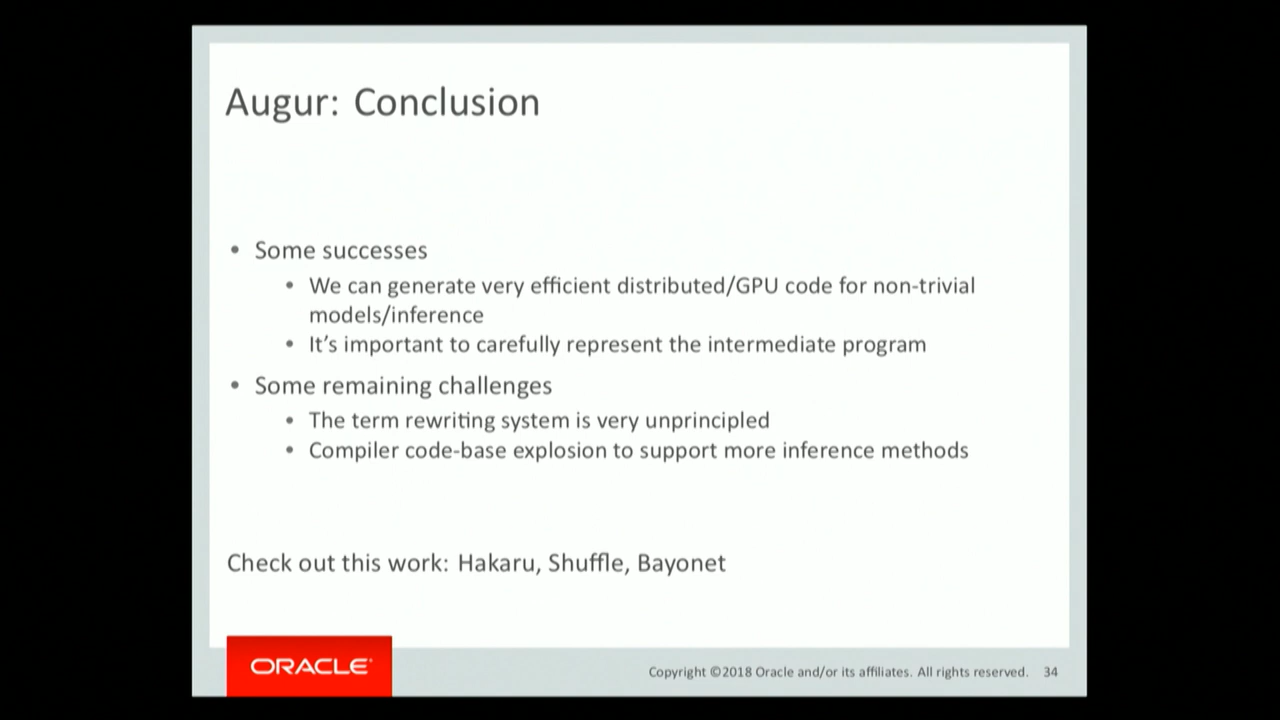 Augur: Conclusion
• Some successes
• We can generate very efficient distributed/GPU code for non-trivial
models/inference
• It's important to carefully represent the intermediate program
• Some remaining challenges
• The term rewriting system is very unprincipled
• Compiler code-base explosion to support more inference methods
Check out this work: Hakaru, Shuffle, Bayonet
ORACLE
Copyright ©2018 Oracle and/or its affiliates. All rights reserved. 34